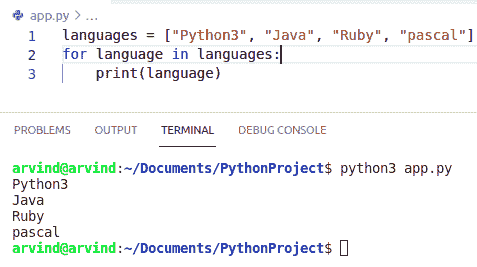 app.py > ...
1 languages = ["Python3", "Java", "Ruby", "pascal"]
2 for language in languages:
3 print(language)
PROBLEMS OUTPUT TERMINAL DEBUG CONSOLE
arvind@arvind:~/Documents/PythonProject$ python3 app.py
Python3
Java
Ruby
pascal
arvind@arvind:~/Documents/PythonProject$